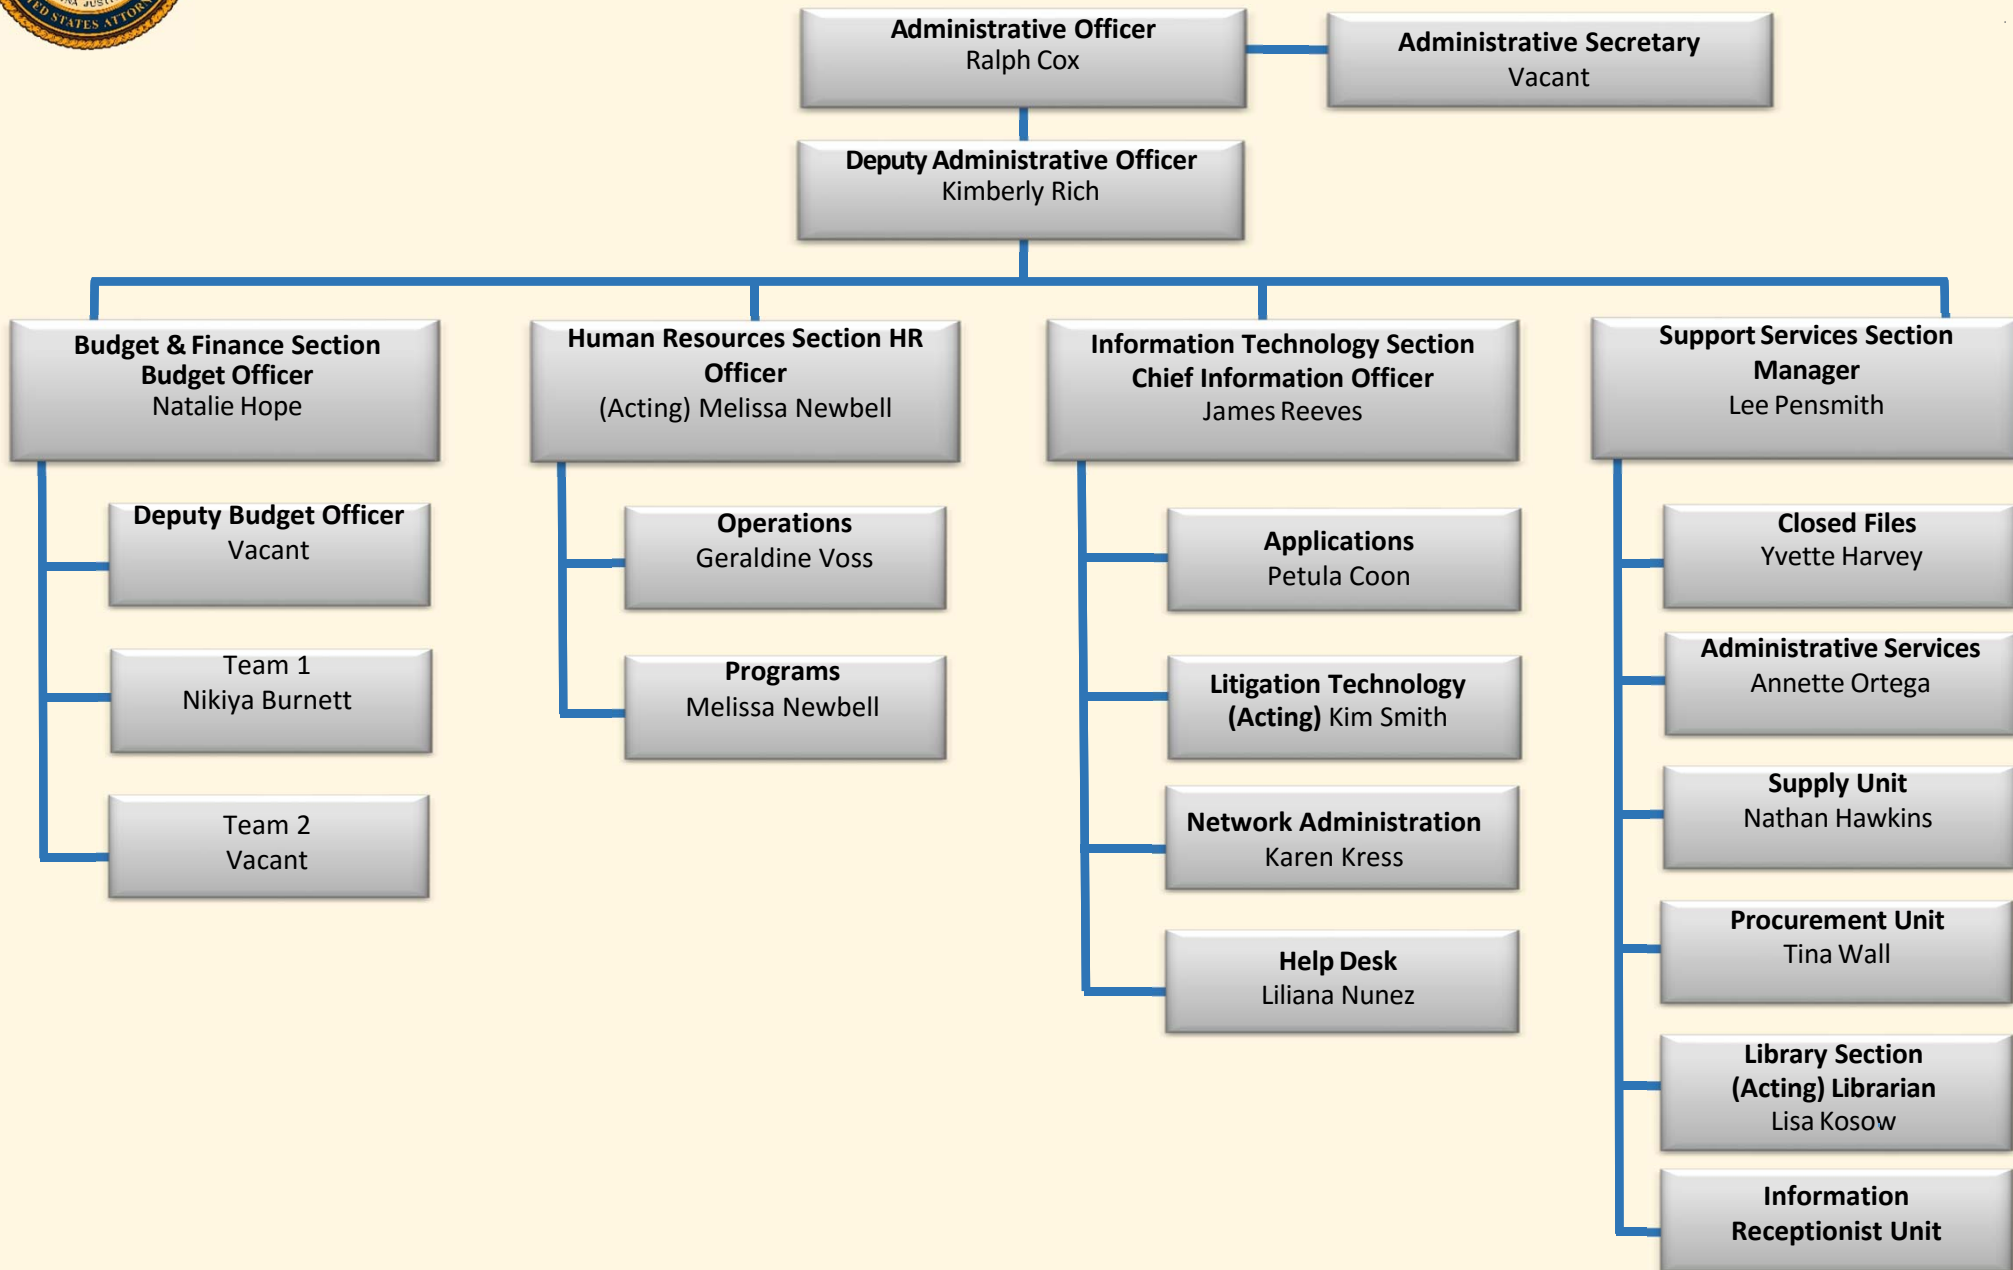 NA JUST
ED STATES ATTOR
Administrative Officer
Ralph Cox
Administrative Secretary
Vacant
Deputy Administrative Officer
Kimberly Rich
Budget & Finance Section
Budget Officer
Natalie Hope
Deputy Budget Officer
Vacant
Team 1
Nikiya Burnett
Team 2
Vacant
Human Resources Section HR
Officer
(Acting) Melissa Newbell
Operations
Geraldine Voss
Programs
Melissa Newbell
Information Technology Section
Chief Information Officer
James Reeves
Applications
Petula Coon
Litigation Technology
(Acting) Kim Smith
Network Administration
Karen Kress
Help Desk
Liliana Nunez
Support Services Section
Manager
Lee Pensmith
Closed Files
Yvette Harvey
Administrative Services
Annette Ortega
Supply Unit
Nathan Hawkins
Procurement Unit
Tina Wall
Library Section
(Acting) Librarian
Lisa Kosow
Information
Receptionist Unit